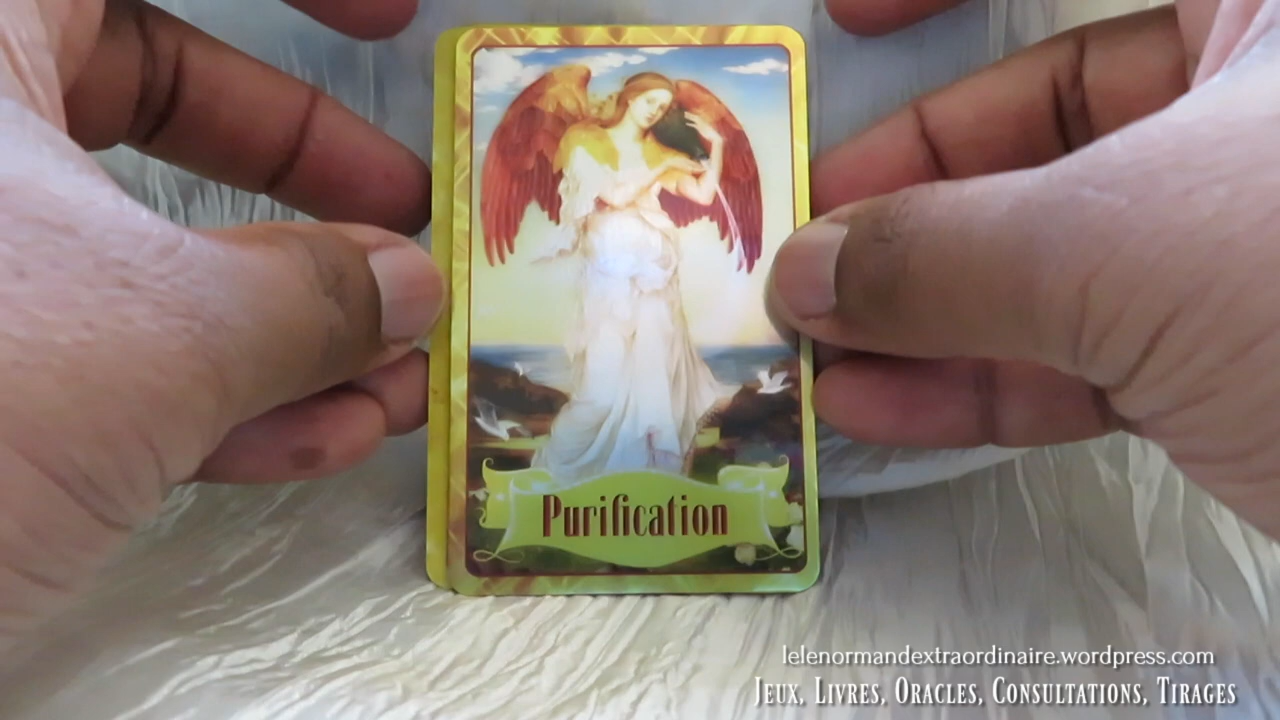 Purification
lelenormandextraordinaire.wordpress.com
Jeux, Livres, Oracles, Consultations, Tirages